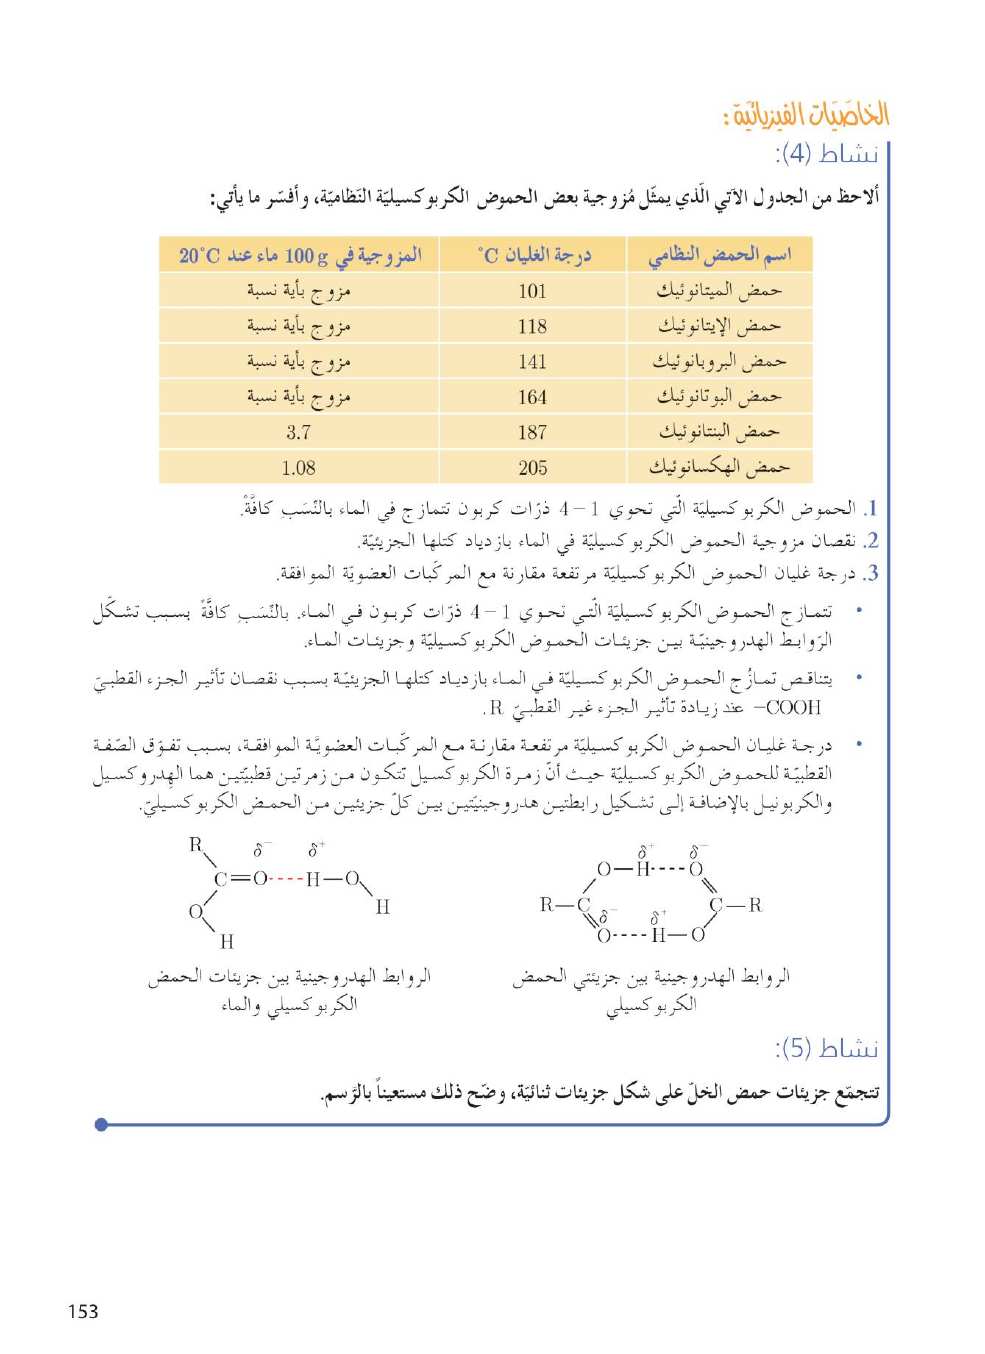 الخاصّيّات الفيزيائيّة :
نشاط (4):
ألاحظ من الجدول الآتي الّذي يمثّل مُزوجية بعض الحموض الكربوكسيليّة النّظاميّة، وأفسّر ما يأتي:
اسم الحمض النظامي درجة الغليان °C المزوجية في 100 g ماء عند 20°C
حمض الميتانوئيك 101 مزوج بأية نسبة
حمض الإيتانوئيك 118 مزوج بأية نسبة
حمض البروبانوئيك 141 مزوج بأية نسبة
حمض البوتانوئيك 164 مزوج بأية نسبة
حمض البنتانوئيك 187 3.7
حمض الهكسانوئيك 205 1.08
1. الحموض الكربوكسيليّة الّتي تحوي 1 – 4 ذرّات كربون تتمازج في الماء بالنّسَبِ كافَّةً.
2. نقصان مزوجية الحموض الكربوكسيليّة في الماء بازدياد كتلها الجزيئيّة.
3. درجة غليان الحموض الكربوكسيليّة مرتفعة مقارنة مع المركّبات العضويّة الموافقة.
• تتمازج الحموض الكربوكسيليّة الّتي تحوي 1 – 4 ذرّات كربون في الماء. بالنّسَبِ كافَّةً بسبب تشكّل
الرّوابط الهدروجينيّة بين جزيئات الحموض الكربوكسيليّة وجزيئات الماء.
• يتناقص تمازُج الحموض الكربوكسيليّة في الماء بازدياد كتلها الجزيئيّة بسبب نقصان تأثير الجزء القطبيّ
–COOH عند زيادة تأثير الجزء غير القطبيّ R .
• درجة غليان الحموض الكربوكسيليّة مرتفعة مقارنة مع المركّبات العضويَّة الموافقة، بسبب تفوّق الصّفة
القطبيّة للحموض الكربوكسيليّة حيث أنّ زمرة الكربوكسيل تتكون من زمرتين قطبيّتين هما الهِدروكسيل
والكربونيل بالإضافة إلى تشكيل رابطتين هدروجينيّتين بين كلّ جزيئين من الحمض الكربوكسيليّ.
R δ– δ+
C=O----H—O
O H
H
δ+ δ–
O—H----O
R—C C—R
δ– δ+
O----H—O
الروابط الهدروجينية بين جزيئتي الحمض
الكربوكسيلي
الروابط الهدروجينية بين جزيئات الحمض
الكربوكسيلي والماء
نشاط (5):
تتجمّع جزيئات حمض الخلّ على شكل جزيئات ثنائيّة، وضّح ذلك مستعيناً بالرَّسم.
153